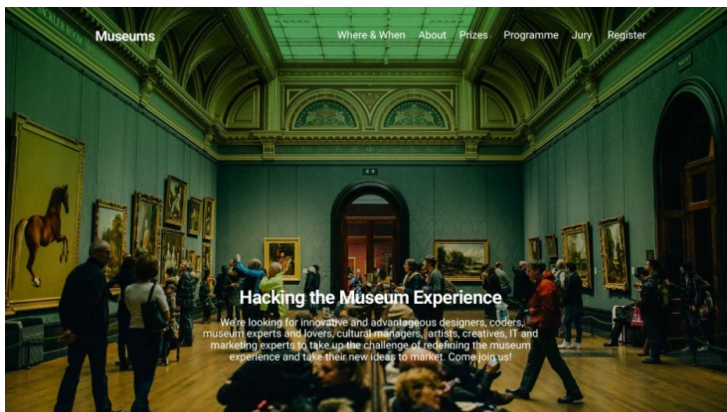 Museums
Where & When About Prizes Programme Jury Register
Hacking the Museum Experience
We're looking for innovative and advantageous designers, coders,
museum experts and lovers, cultural managers, artists, creatives, IT and
marketing experts to take up the challenge of redefining the museum
experience and take their new ideas to market. Come join us!